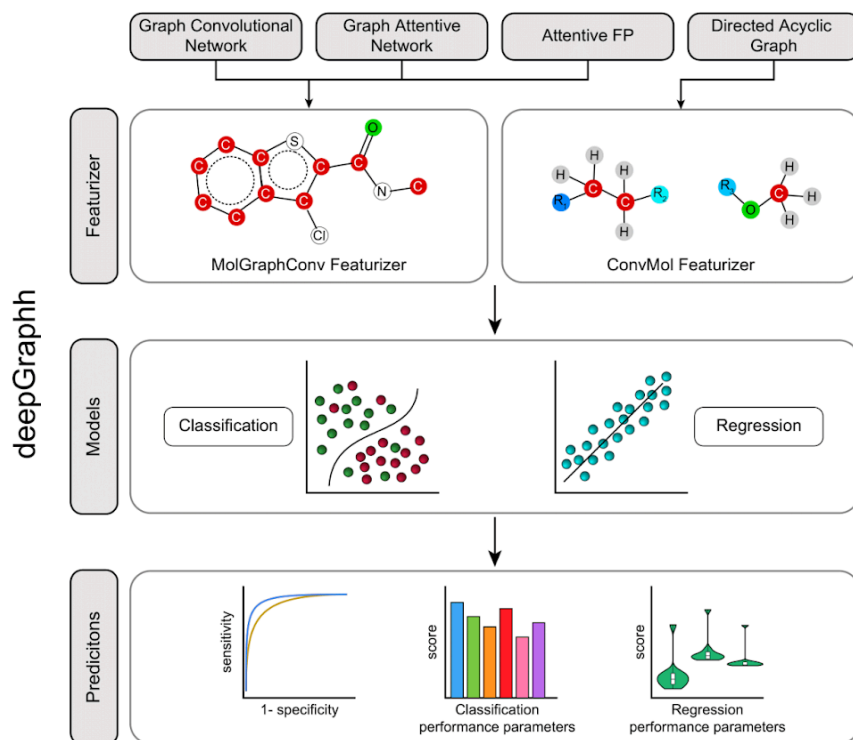 Graph Convolutional
Network
Graph Attentive
Network
Attentive FP
Directed Acyclic
Graph
deepGraphh
Featurizer
C
C
C
C
C
C
S
C
C
C
O
N
C
Cl
MolGraphConv Featurizer
H
H
H
R1
C
C
R2
H
R3
O
C
H
H
H
ConvMol Featurizer
Models
Classification
Regression
Predicitons
sensitivity
1- specificity
score
Classification
performance parameters
score
Regression
performance parameters